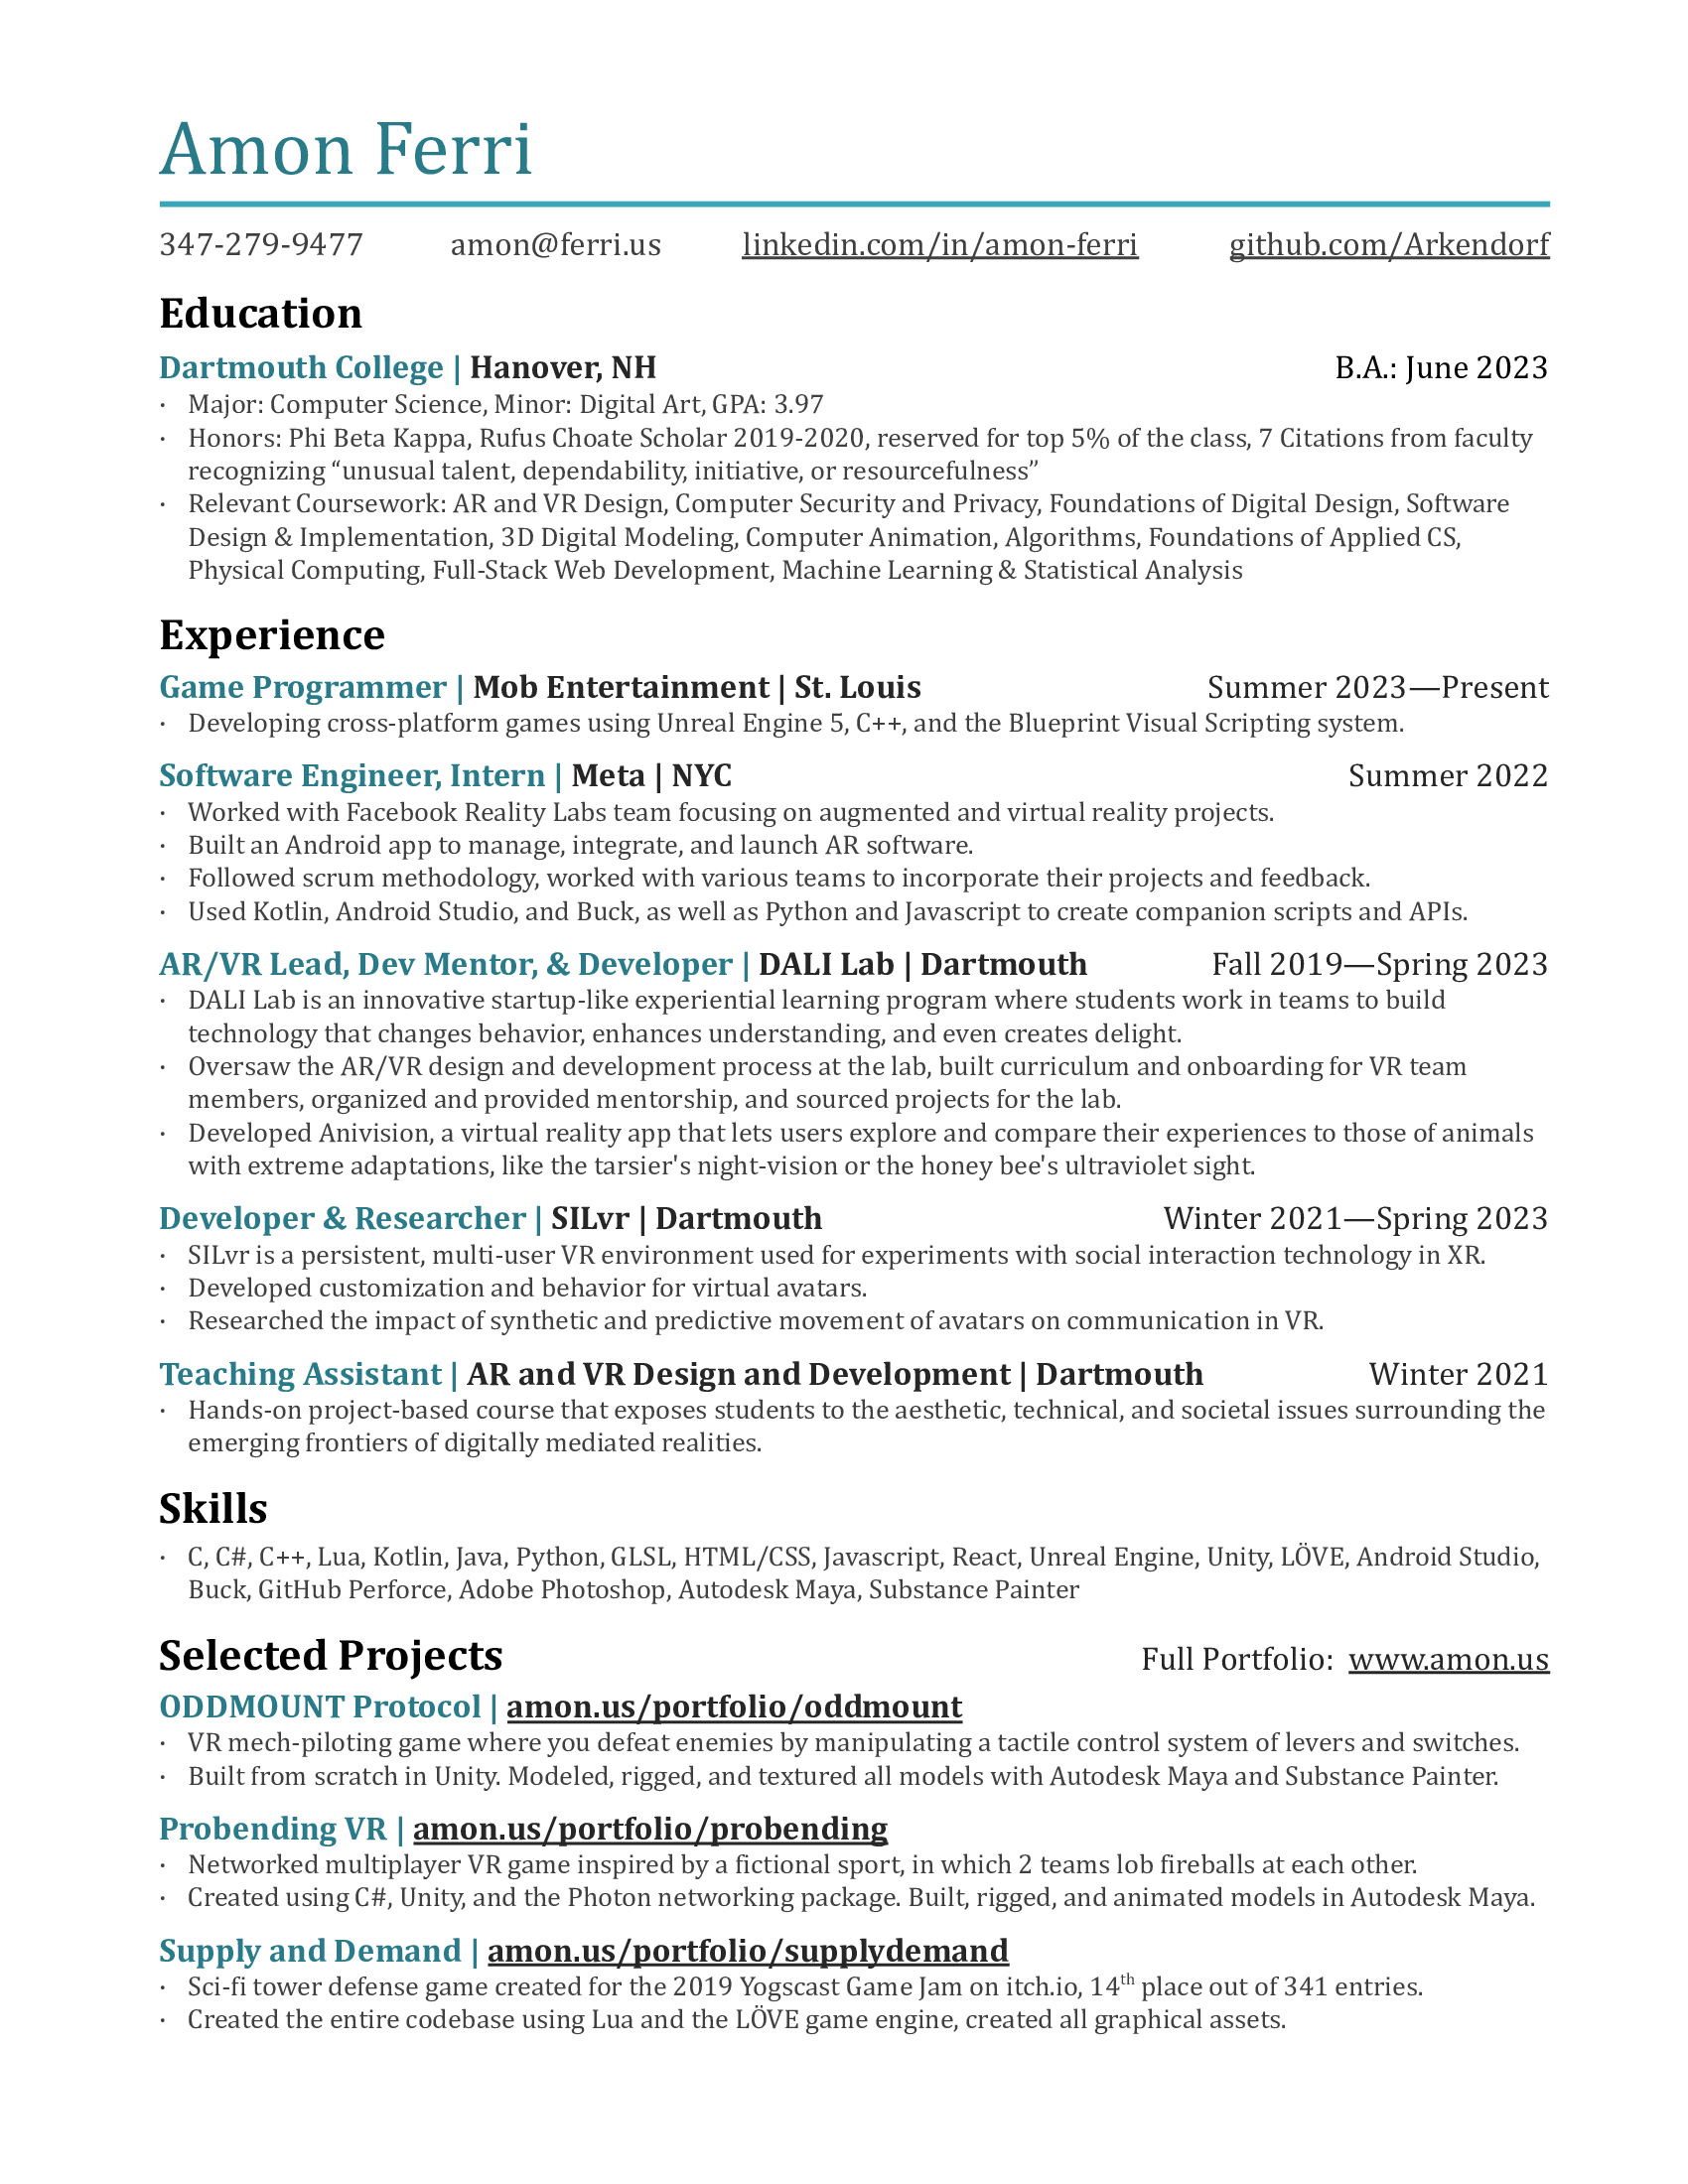 Amon Ferri
347-279-9477 amon@ferri.us linkedin.com/in/amon-ferri github.com/Arkendorf
Education
Dartmouth College | Hanover, NH B.A.: June 2023
· Major: Computer Science, Minor: Digital Art, GPA: 3.97
· Honors: Phi Beta Kappa, Rufus Choate Scholar 2019-2020, reserved for top 5% of the class, 7 Citations from faculty
recognizing “unusual talent, dependability, initiative, or resourcefulness”
· Relevant Coursework: AR and VR Design, Computer Security and Privacy, Foundations of Digital Design, Software
Design & Implementation, 3D Digital Modeling, Computer Animation, Algorithms, Foundations of Applied CS,
Physical Computing, Full-Stack Web Development, Machine Learning & Statistical Analysis
Experience
Game Programmer | Mob Entertainment | St. Louis Summer 2023—Present
· Developing cross-platform games using Unreal Engine 5, C++, and the Blueprint Visual Scripting system.
Software Engineer, Intern | Meta | NYC Summer 2022
· Worked with Facebook Reality Labs team focusing on augmented and virtual reality projects.
· Built an Android app to manage, integrate, and launch AR software.
· Followed scrum methodology, worked with various teams to incorporate their projects and feedback.
· Used Kotlin, Android Studio, and Buck, as well as Python and Javascript to create companion scripts and APIs.
AR/VR Lead, Dev Mentor, & Developer | DALI Lab | Dartmouth Fall 2019—Spring 2023
· DALI Lab is an innovative startup-like experiential learning program where students work in teams to build
technology that changes behavior, enhances understanding, and even creates delight.
· Oversaw the AR/VR design and development process at the lab, built curriculum and onboarding for VR team
members, organized and provided mentorship, and sourced projects for the lab.
· Developed Anivision, a virtual reality app that lets users explore and compare their experiences to those of animals
with extreme adaptations, like the tarsier's night-vision or the honey bee's ultraviolet sight.
Developer & Researcher | SILvr | Dartmouth Winter 2021—Spring 2023
· SILvr is a persistent, multi-user VR environment used for experiments with social interaction technology in XR.
· Developed customization and behavior for virtual avatars.
· Researched the impact of synthetic and predictive movement of avatars on communication in VR.
Teaching Assistant | AR and VR Design and Development | Dartmouth Winter 2021
· Hands-on project-based course that exposes students to the aesthetic, technical, and societal issues surrounding the
emerging frontiers of digitally mediated realities.
Skills
· C, C#, C++, Lua, Kotlin, Java, Python, GLSL, HTML/CSS, Javascript, React, Unreal Engine, Unity, LÖVE, Android Studio,
Buck, GitHub Perforce, Adobe Photoshop, Autodesk Maya, Substance Painter
Selected Projects Full Portfolio: www.amon.us
ODDMOUNT Protocol | amon.us/portfolio/oddmount
· VR mech-piloting game where you defeat enemies by manipulating a tactile control system of levers and switches.
· Built from scratch in Unity. Modeled, rigged, and textured all models with Autodesk Maya and Substance Painter.
Probending VR | amon.us/portfolio/probending
· Networked multiplayer VR game inspired by a fictional sport, in which 2 teams lob fireballs at each other.
· Created using C#, Unity, and the Photon networking package. Built, rigged, and animated models in Autodesk Maya.
Supply and Demand | amon.us/portfolio/supplydemand
· Sci-fi tower defense game created for the 2019 Yogscast Game Jam on itch.io, 14th place out of 341 entries.
· Created the entire codebase using Lua and the LÖVE game engine, created all graphical assets.